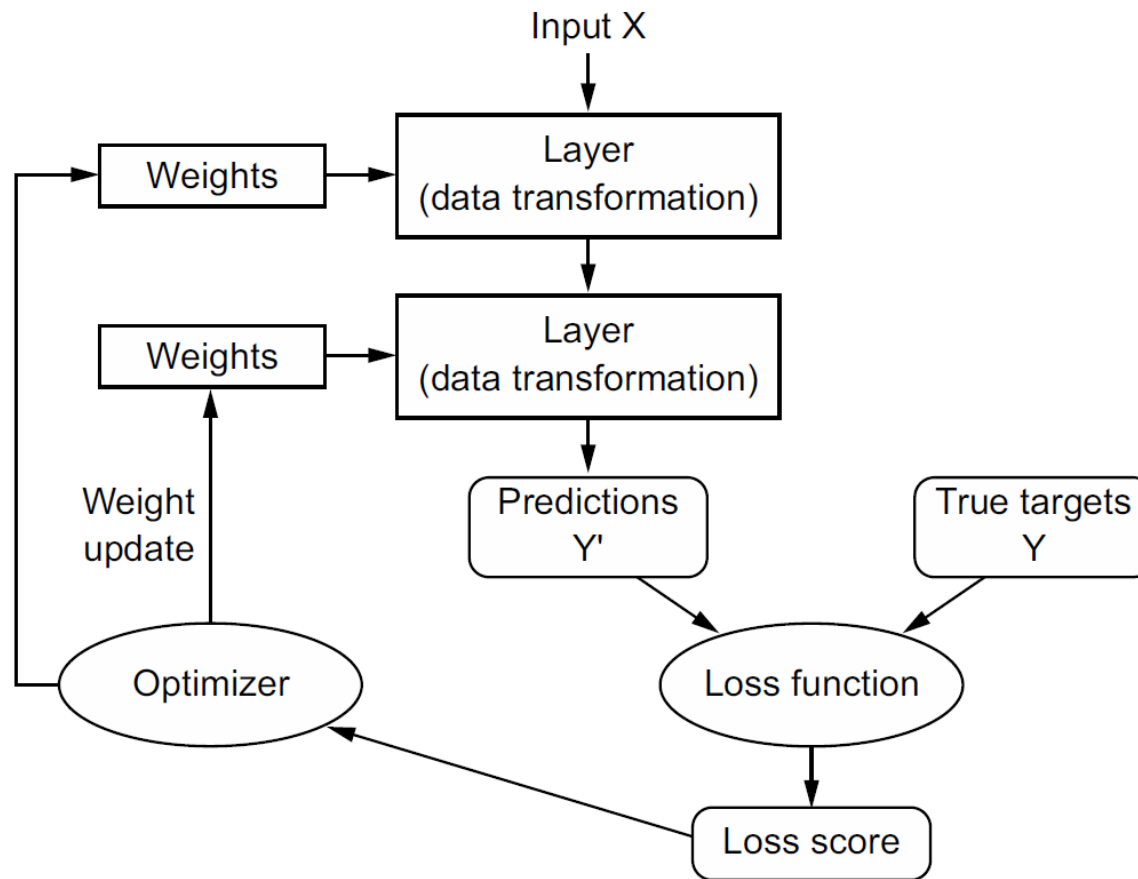 Input X
Weights
Layer
(data transformation)
Weights
Layer
(data transformation)
Weight
update
Predictions
Y'
True targets
Y
Optimizer
Loss function
Loss score